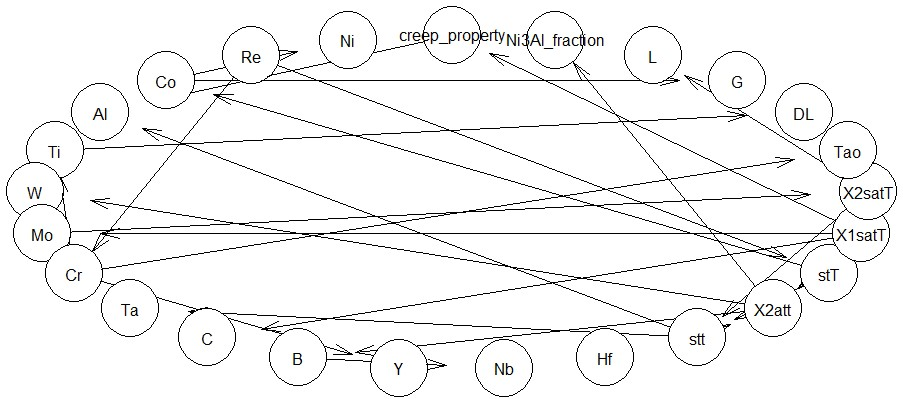 creep_property
Ni3Al_fraction
Ni
L
Re
G
Co
Al
DL
Ti
Tao
W
X2satT
Mo
X1satT
Cr
stT
Ta
X2att
C
stt
B
Hf
Y
Nb